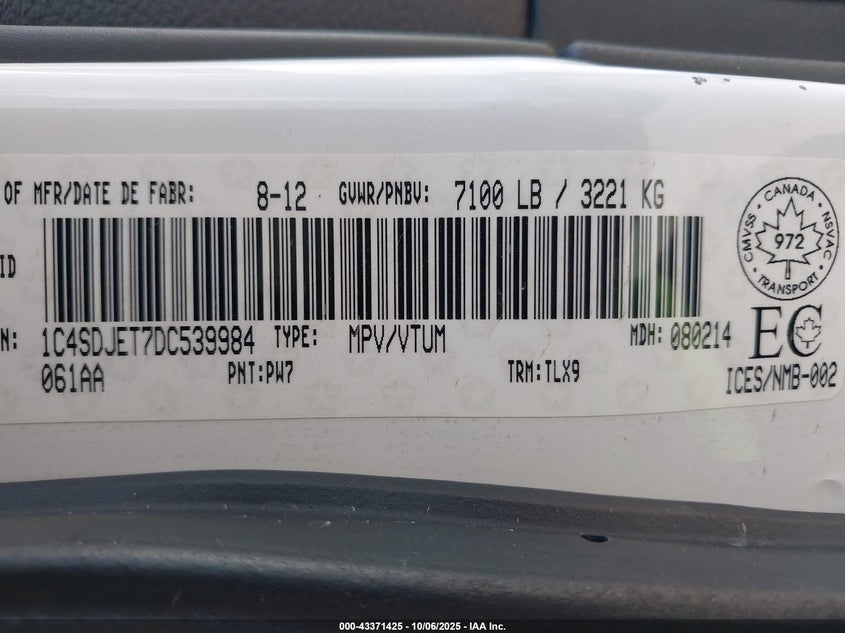 OF MFR/DATE DE FABR: 8-12 GVWR/PNBV: 7100 LB / 3221 KG
ID
N: 1C4SDJET7DC539984 TYPE: MPV/VTUM MDH: 080214
061AA PNT:PW7 TRM:TLX9
CMVSS CANADA NSVAC
972
TRANSPORT
EC
ICES/NMB-002
000-43371425 - 10/06/2025 - IAA Inc.